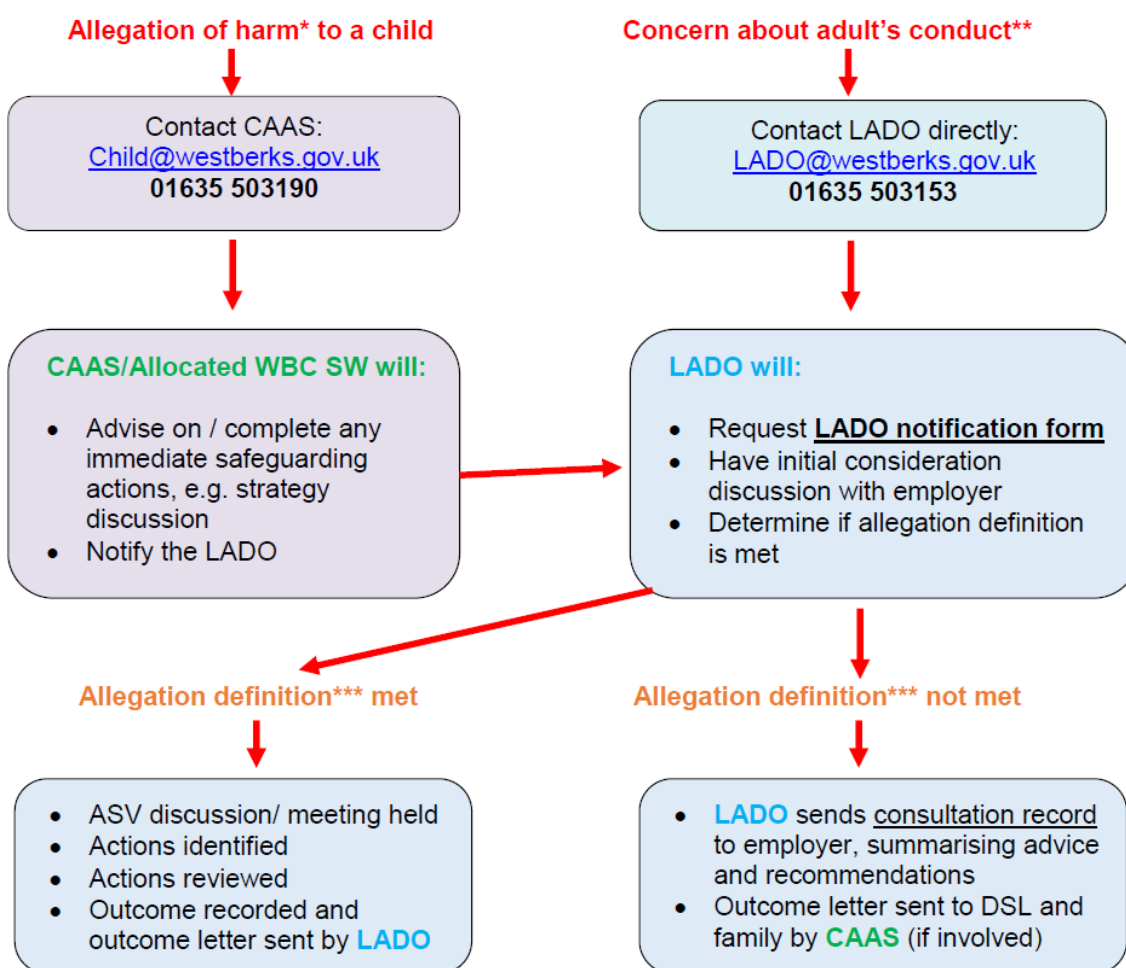 Allegation of harm* to a child
Concern about adult's conduct**
Contact CAAS:
Child@westberks.gov.uk
01635 503190
Contact LADO directly:
LADO@westberks.gov.uk
01635 503153
CAAS/Allocated WBC SW will:
• Advise on / complete any
immediate safeguarding
actions, e.g. strategy
discussion
• Notify the LADO
LADO will:
• Request LADO notification form
• Have initial consideration
discussion with employer
• Determine if allegation definition
is met
Allegation definition*** met
Allegation definition*** not met
• ASV discussion/ meeting held
• Actions identified
• Actions reviewed
• Outcome recorded and
outcome letter sent by LADO
• LADO sends consultation record
to employer, summarising advice
and recommendations
• Outcome letter sent to DSL and
family by CAAS (if involved)